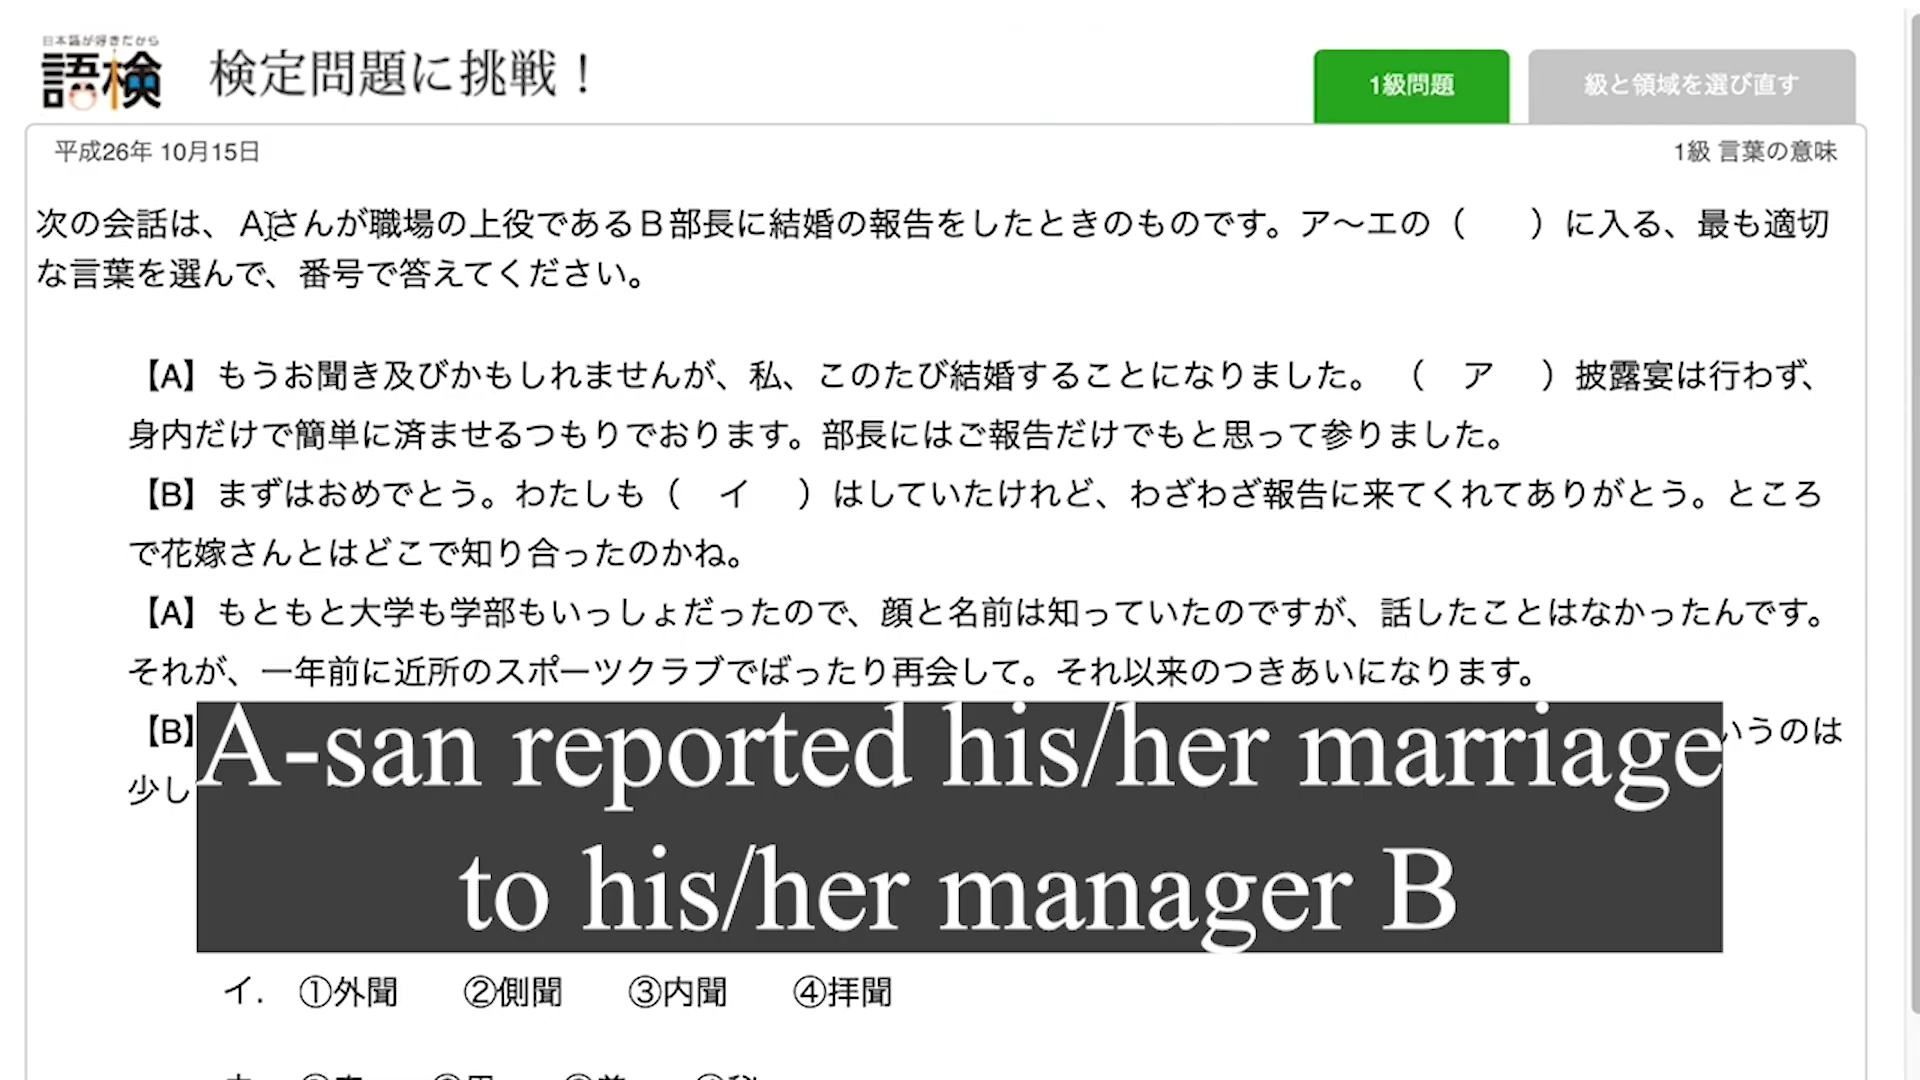 日本語が好きだから
語検
検定問題に挑戦！
1級問題
級と領域を選び直す
平成26年 10月15日
1級 言葉の意味
次の会話は、Aさんが職場の上役であるB部長に結婚の報告をしたときのものです。ア～エの（　　）に入る、最も適切
な言葉を選んで、番号で答えてください。
【A】もうお聞き及びかもしれませんが、私、このたび結婚することになりました。（　ア　）披露宴は行わず、
身内だけで簡単に済ませるつもりでおります。部長にはご報告だけでもと思って参りました。
【B】まずはおめでとう。わたしも（　イ　）はしていたけれど、わざわざ報告に来てくれてありがとう。ところ
で花嫁さんとはどこで知り合ったのかね。
【A】もともと大学も学部もいっしょだったので、顔と名前は知っていたのですが、話したことはなかったんです。
それが、一年前に近所のスポーツクラブでばったり再会して。それ以来のつきあいになります。
【B】
うのは
少し
A-san reported his/her marriage
to his/her manager B
イ．　①外聞　　②側聞　　③内聞　　④拝聞